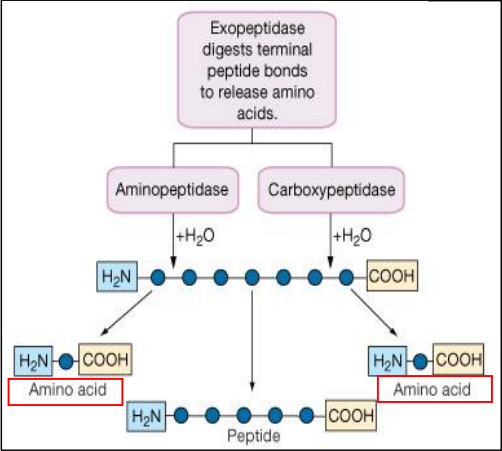 Exopeptidase
digests terminal
peptide bonds
to release amino
acids.
Aminopeptidase
Carboxypeptidase
+H₂O
+H₂O
H₂N
COOH
H₂N
COOH
H₂N
COOH
Amino acid
Amino acid
H₂N
COOH
Peptide